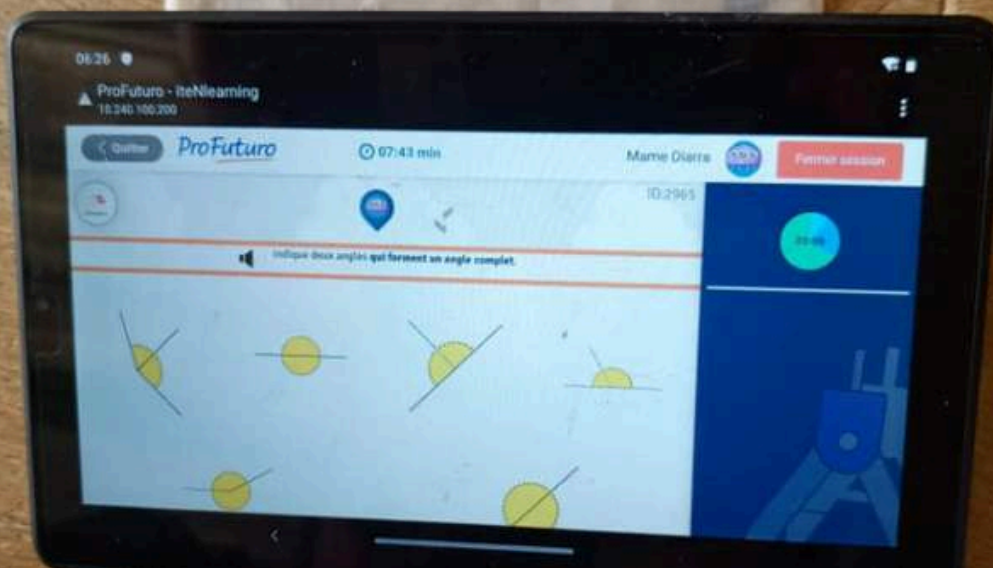 06:26
ProFuturo - iteNlearning
10.240.100.200
Quitter
ProFuturo
07:43 min
Mame Diarra
Fermer session
ID:2965
Indique deux angles qui forment un angle complet.